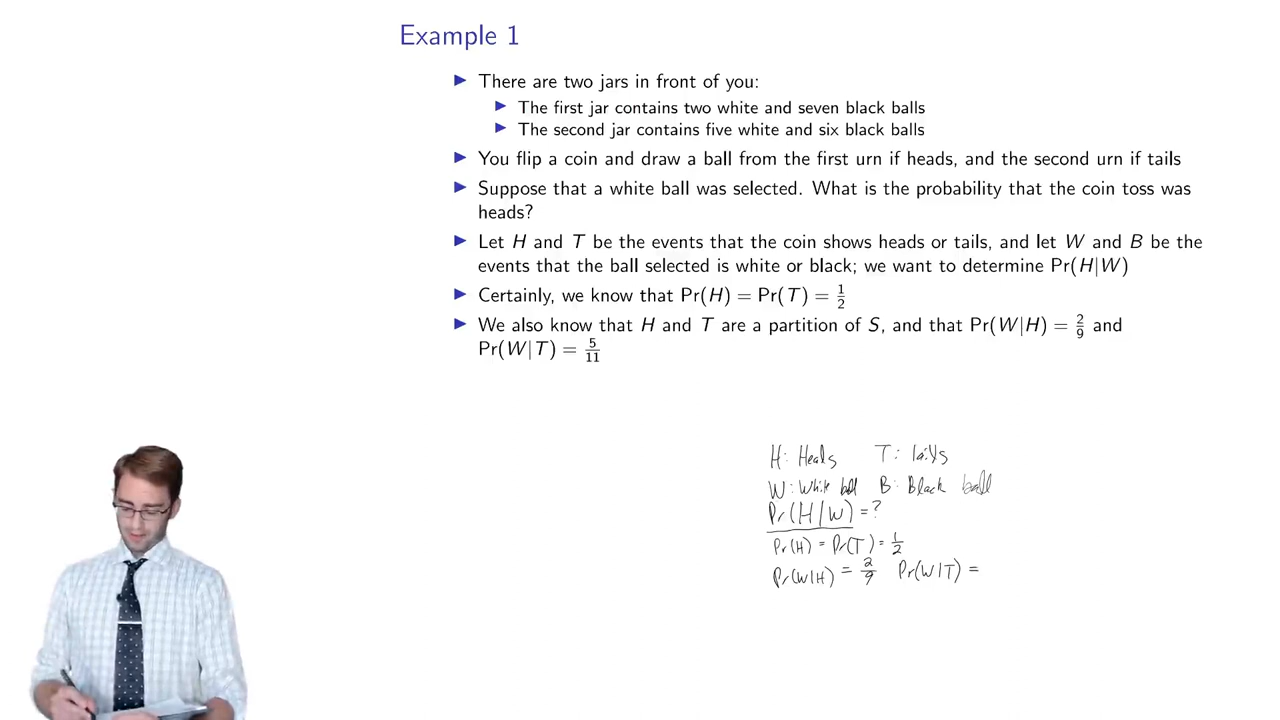 Example 1
▶ There are two jars in front of you:
▶ The first jar contains two white and seven black balls
▶ The second jar contains five white and six black balls
▶ You flip a coin and draw a ball from the first urn if heads, and the second urn if tails
▶ Suppose that a white ball was selected. What is the probability that the coin toss was
heads?
▶ Let H and T be the events that the coin shows heads or tails, and let W and B be the
events that the ball selected is white or black; we want to determine Pr(H|W)
▶ Certainly, we know that Pr(H) = Pr(T) = 1/2
▶ We also know that H and T are a partition of S, and that Pr(W|H) = 2/9 and
Pr(W|T) = 5/11
H: Heads T: Tails
W: White ball B: Black ball
Pr(H|W) = ?
Pr(H) = Pr(T) = 1/2
Pr(W|H) = 2/9 Pr(W|T) =